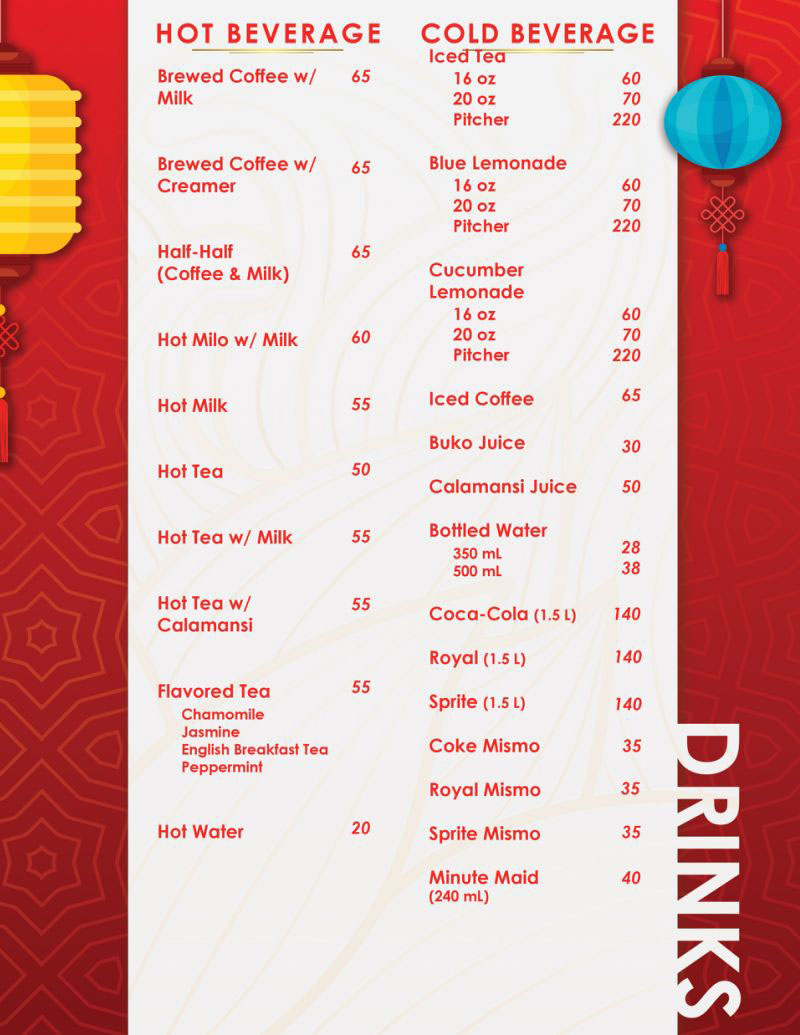 HOT BEVERAGE
Brewed Coffee w/ 65
Milk
Brewed Coffee w/ 65
Creamer
Half-Half 65
(Coffee & Milk)
Hot Milo w/ Milk 60
Hot Milk 55
Hot Tea 50
Hot Tea w/ Milk 55
Hot Tea w/ 55
Calamansi
Flavored Tea 55
Chamomile
Jasmine
English Breakfast Tea
Peppermint
Hot Water 20
COLD BEVERAGE
Iced Tea
16 oz 60
20 oz 70
Pitcher 220
Blue Lemonade
16 oz 60
20 oz 70
Pitcher 220
Cucumber
Lemonade
16 oz 60
20 oz 70
Pitcher 220
Iced Coffee 65
Buko Juice 30
Calamansi Juice 50
Bottled Water
350 mL 28
500 mL 38
Coca-Cola (1.5 L) 140
Royal (1.5 L) 140
Sprite (1.5 L) 140
Coke Mismo 35
Royal Mismo 35
Sprite Mismo 35
Minute Maid 40
(240 mL)
DRINKS